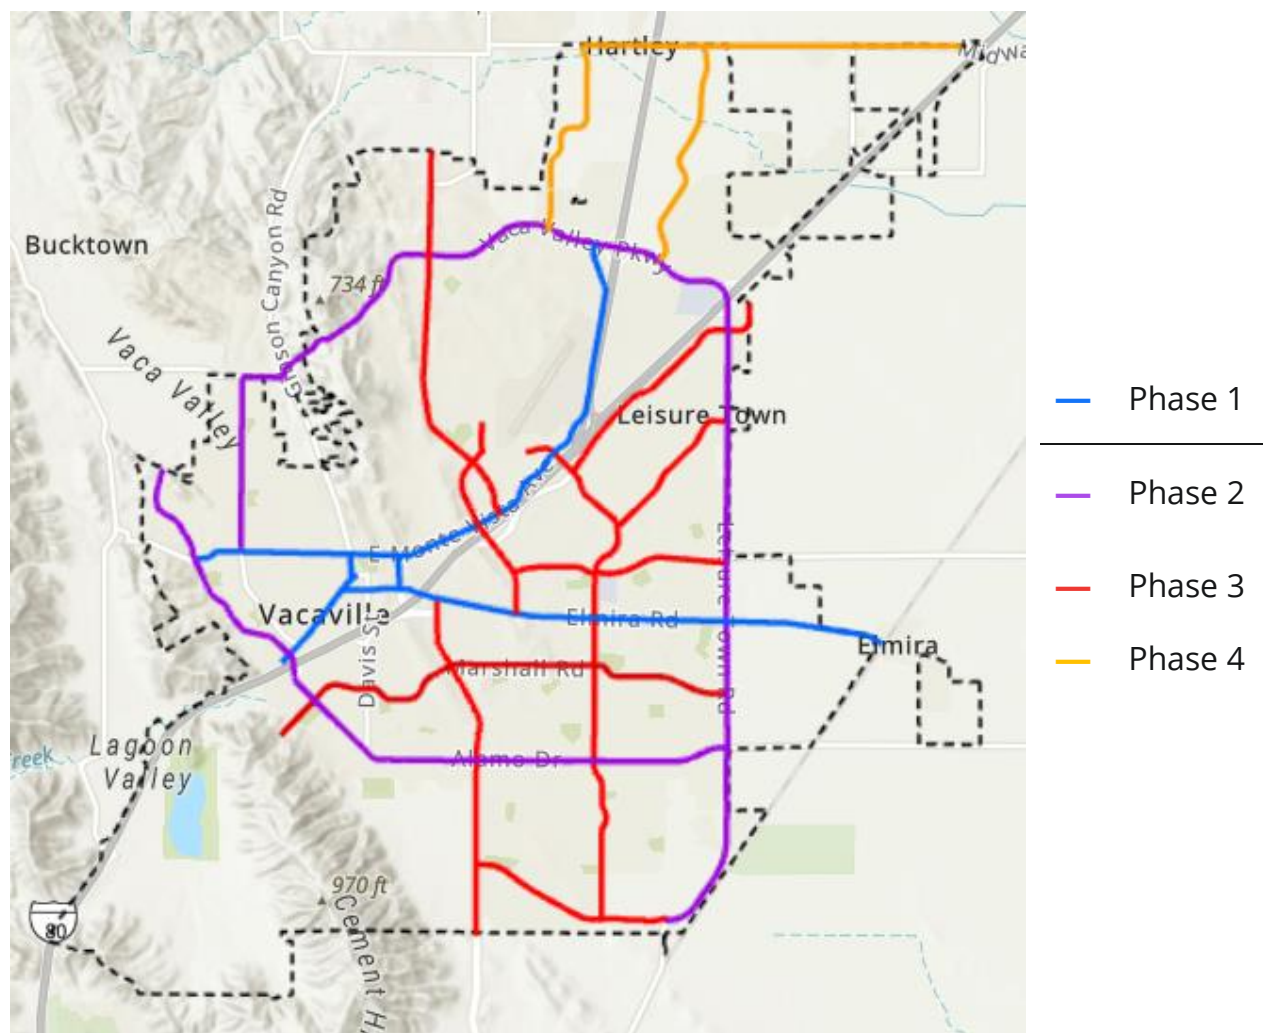 Hartley
Midwa
Bucktown
Gibson Canyon Rd
Vaca Valley Pkwy
734 ft
Vaca Valley
Leisure Town
Phase 1
Phase 2
Phase 3
Phase 4
E Monte Vista Ave
Leisure Town Rd
Vacaville
Davis St
Elmira Rd
Elmira
Marshall Rd
Lagoon
Valley
reek
Alamo Dr
970 ft
Cement H
80